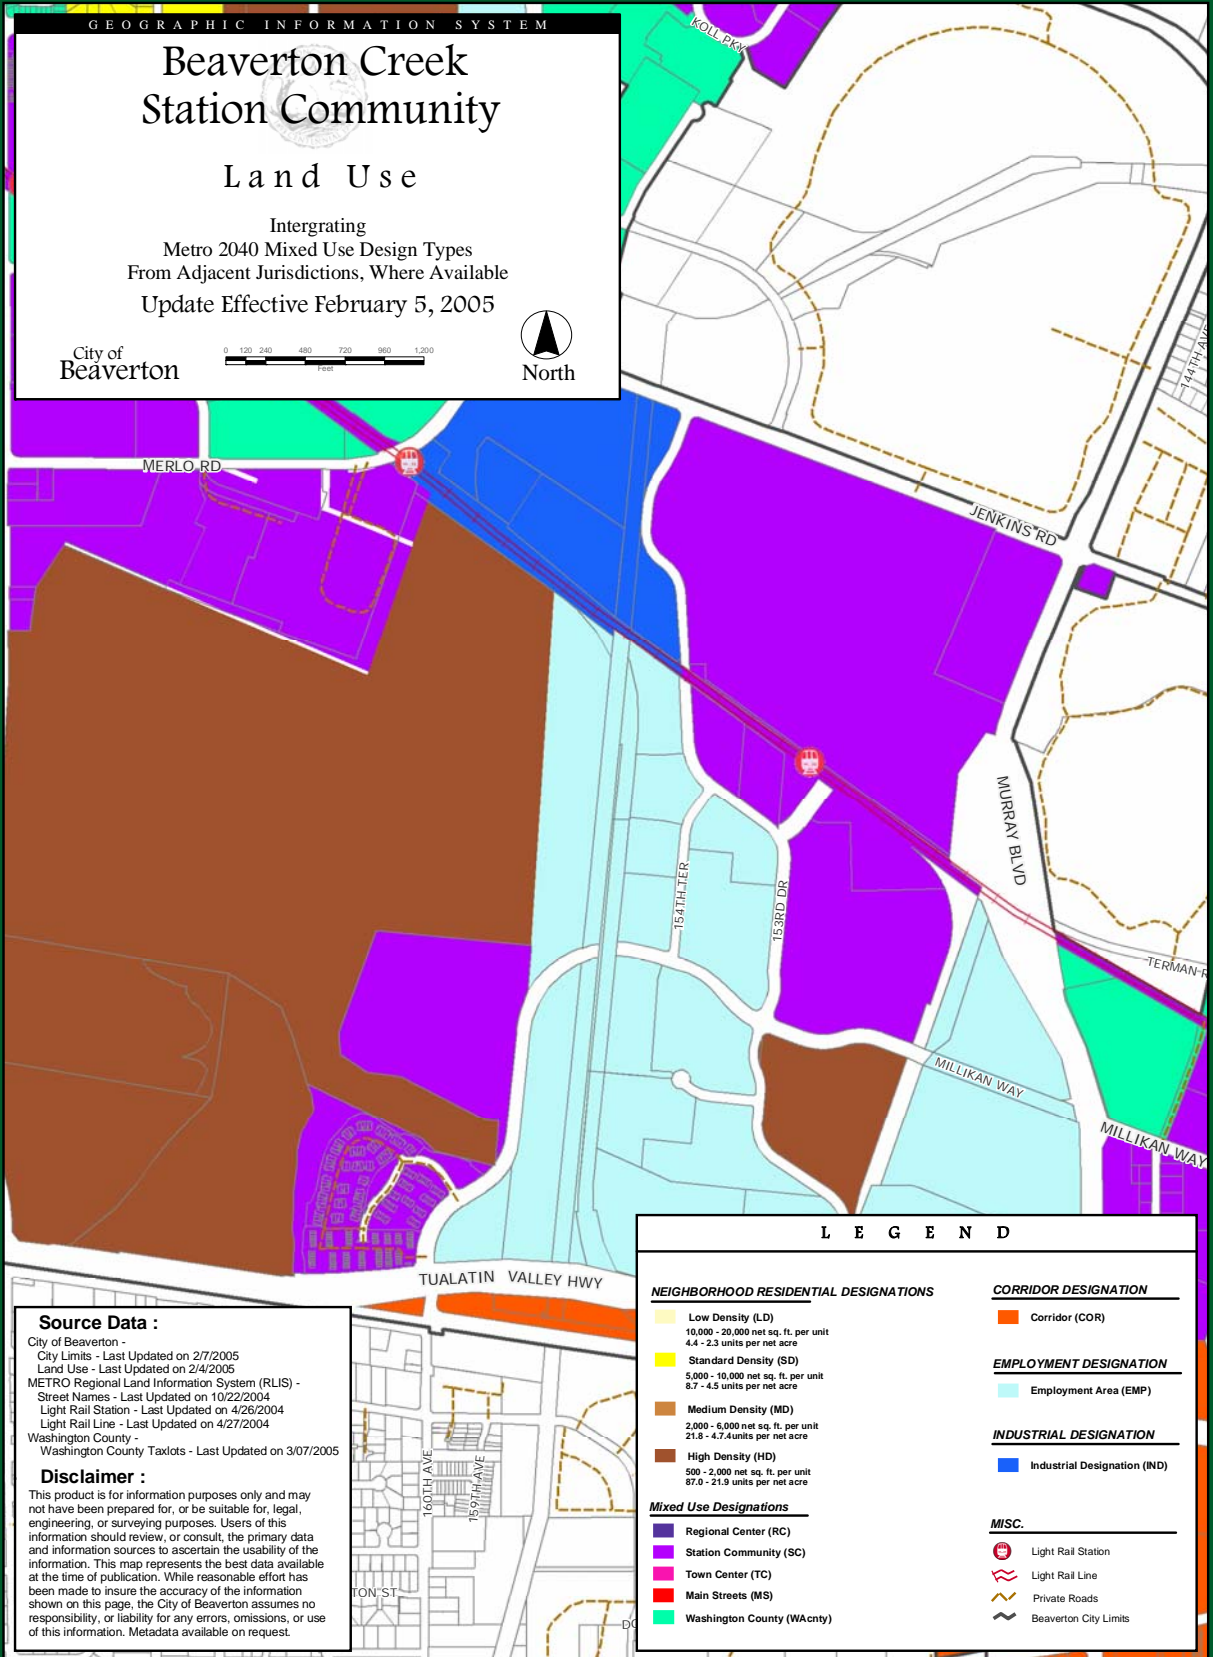 GEOGRAPHIC INFORMATION SYSTEM
Beaverton Creek
Station Community
Land Use
Intergrating
Metro 2040 Mixed Use Design Types
From Adjacent Jurisdictions, Where Available
Update Effective February 5, 2005
City of
Beaverton
0 120 240 480 720 960 1,200
Feet
North
KOLL PKY
144TH AVE
MERLO RD
JENKINS RD
MURRAY BLVD
154TH TER
153RD DR
TERMAN R
MILLIKAN WAY
MILLIKAN WAY
TUALATIN VALLEY HWY
160TH AVE
159TH AVE
TON ST
DO
Source Data :
City of Beaverton -
City Limits - Last Updated on 2/7/2005
Land Use - Last Updated on 2/4/2005
METRO Regional Land Information System (RLIS) -
Street Names - Last Updated on 10/22/2004
Light Rail Station - Last Updated on 4/26/2004
Light Rail Line - Last Updated on 4/27/2004
Washington County -
Washington County Taxlots - Last Updated on 3/07/2005
Disclaimer :
This product is for information purposes only and may
not have been prepared for, or be suitable for, legal,
engineering, or surveying purposes. Users of this
information should review, or consult, the primary data
and information sources to ascertain the usability of the
information. This map represents the best data available
at the time of publication. While reasonable effort has
been made to insure the accuracy of the information
shown on this page, the City of Beaverton assumes no
responsibility, or liability for any errors, omissions, or use
of this information. Metadata available on request.
LEGEND
NEIGHBORHOOD RESIDENTIAL DESIGNATIONS
Low Density (LD)
10,000 - 20,000 net sq. ft. per unit
4.4 - 2.3 units per net acre
Standard Density (SD)
5,000 - 10,000 net sq. ft. per unit
8.7 - 4.5 units per net acre
Medium Density (MD)
2,000 - 6,000 net sq. ft. per unit
21.8 - 4.7.4units per net acre
High Density (HD)
500 - 2,000 net sq. ft. per unit
87.0 - 21.9 units per net acre
Mixed Use Designations
Regional Center (RC)
Station Community (SC)
Town Center (TC)
Main Streets (MS)
Washington County (WAcnty)
CORRIDOR DESIGNATION
Corridor (COR)
EMPLOYMENT DESIGNATION
Employment Area (EMP)
INDUSTRIAL DESIGNATION
Industrial Designation (IND)
MISC.
Light Rail Station
Light Rail Line
Private Roads
Beaverton City Limits